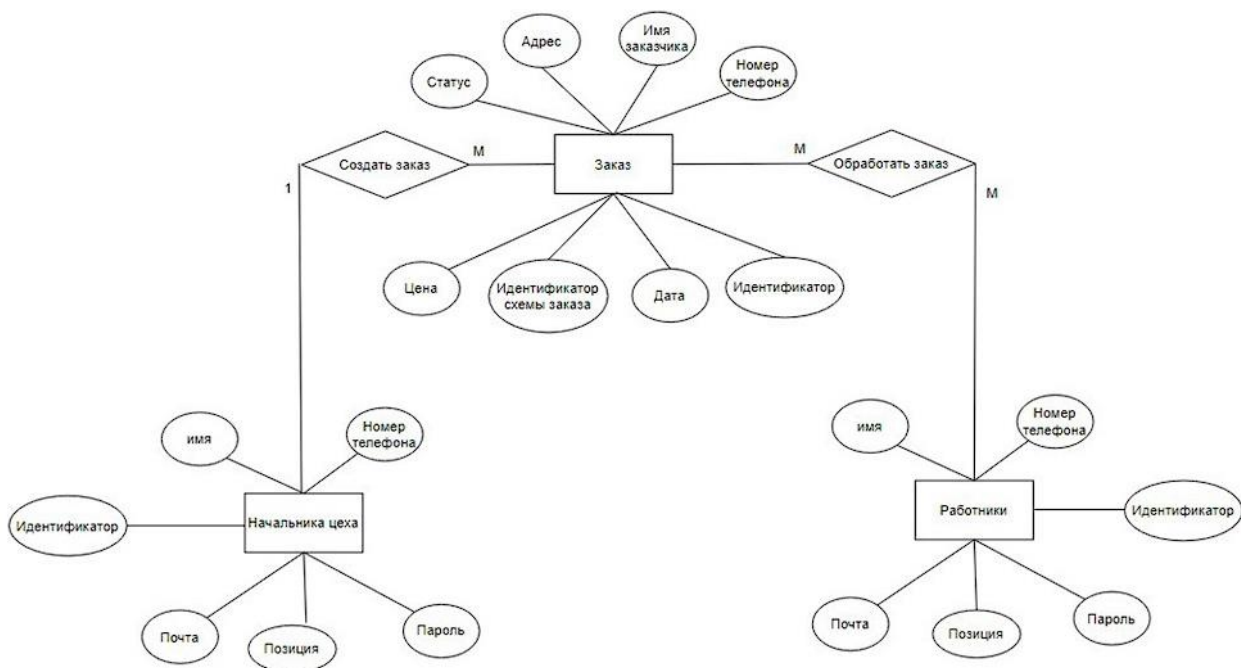 Имя
заказчика
Адрес
Номер
телефона
Статус
Создать заказ
М
Заказ
М
Обработать заказ
1
М
Цена
Идентификатор
схемы заказа
Дата
Идентификатор
имя
Номер
телефона
Идентификатор
Начальника цеха
Почта
Позиция
Пароль
имя
Номер
телефона
Работники
Идентификатор
Почта
Позиция
Пароль